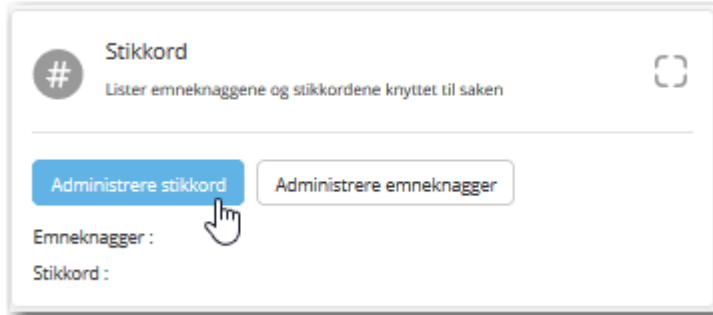 #
Stikkord
Lister emneknaggene og stikkordene knyttet til saken
Administrere stikkord
Administrere emneknagger
Emneknagger :
Stikkord :